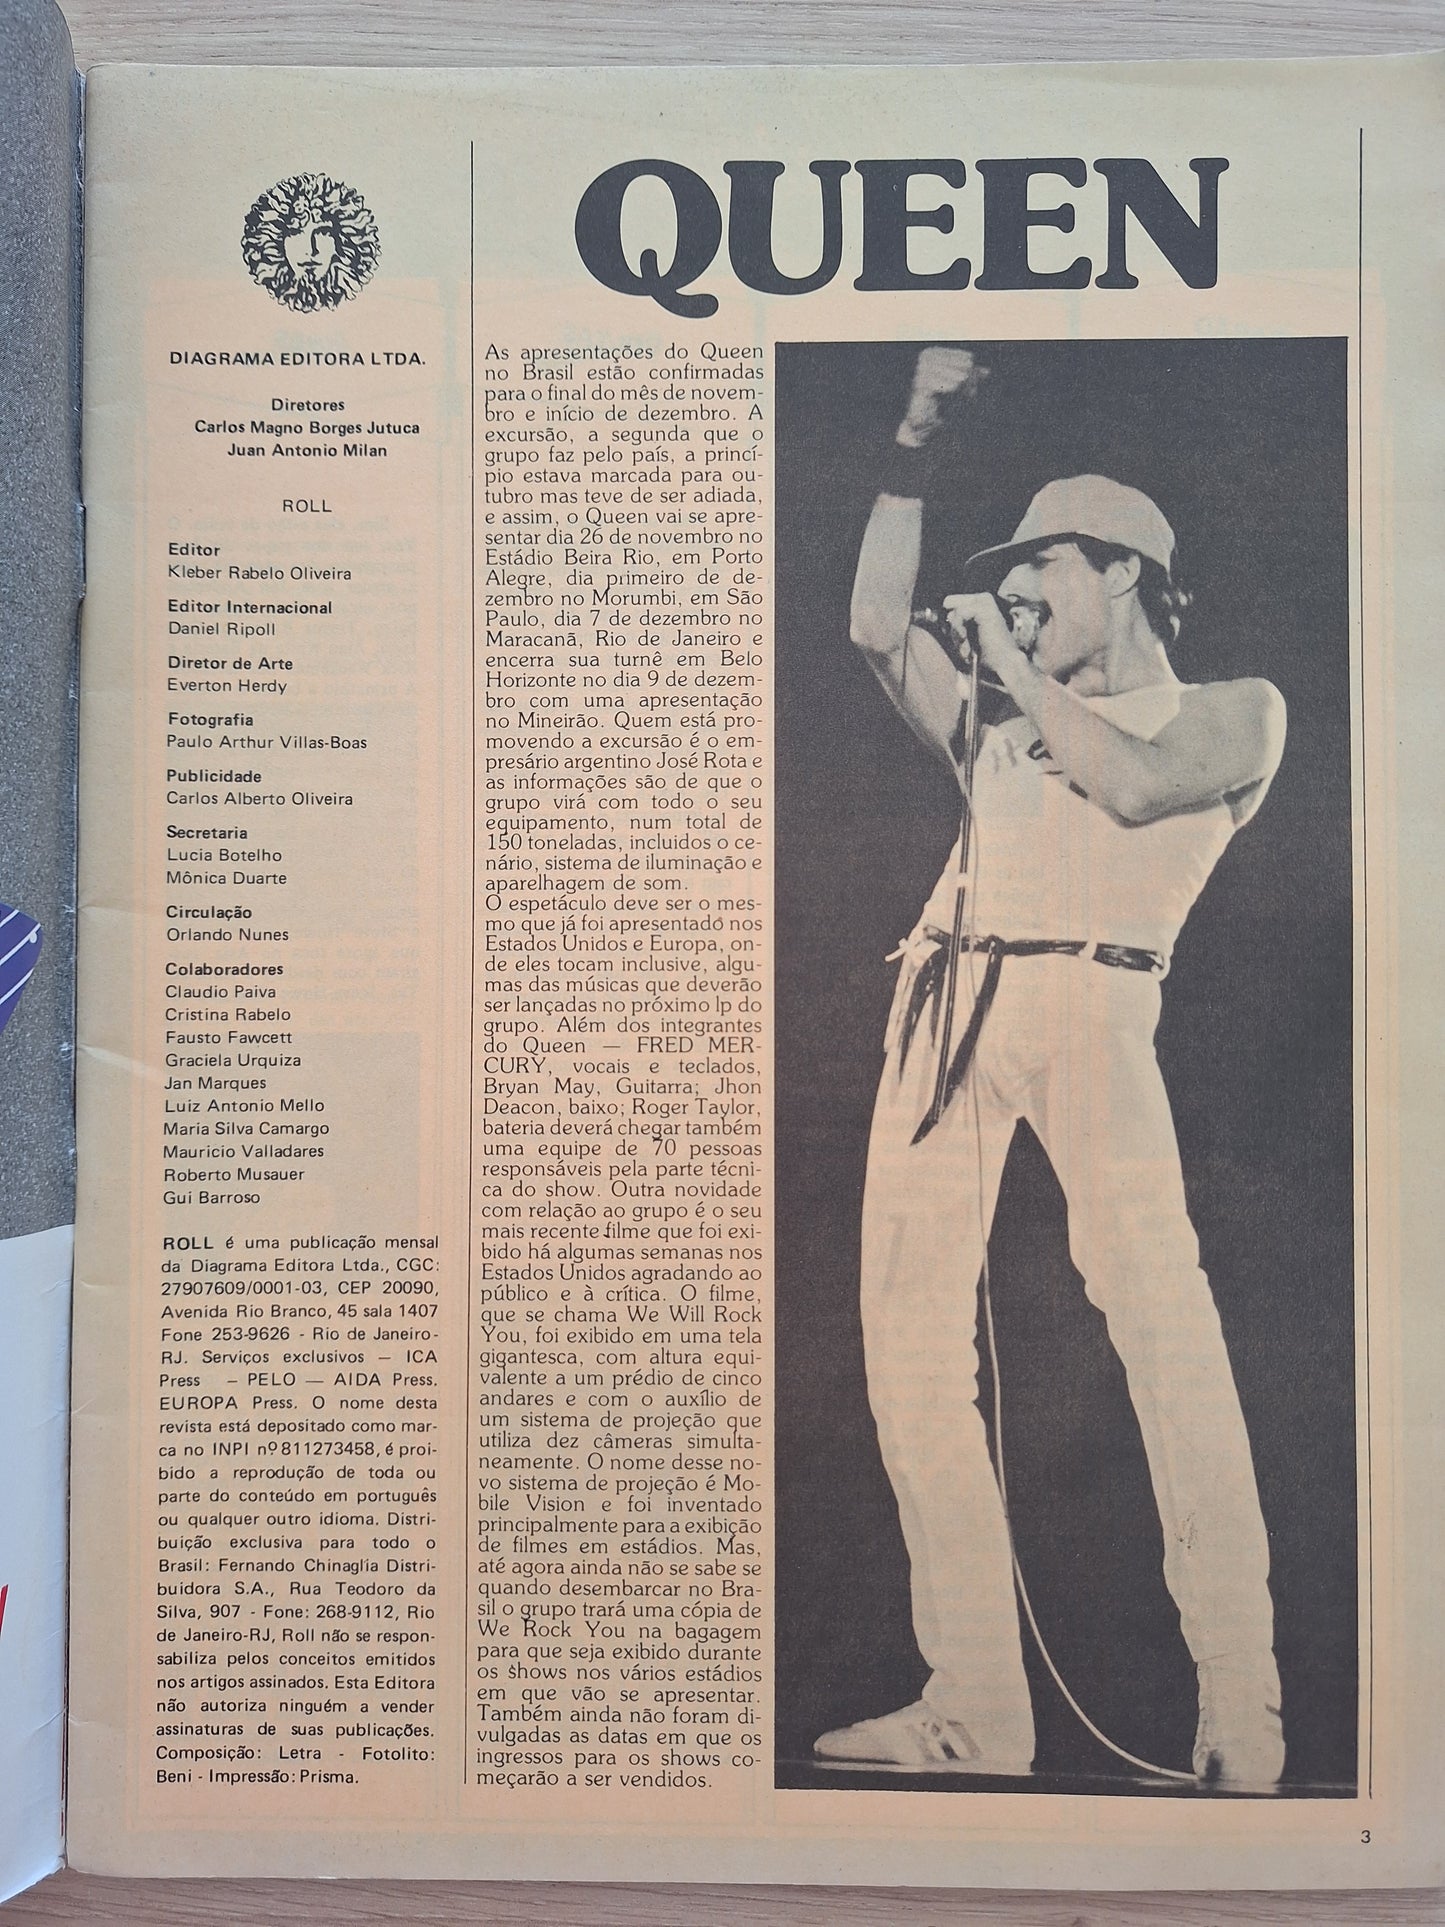 DIAGRAMA EDITORA LTDA.
Diretores
Carlos Magno Borges Jutuca
Juan Antonio Milan
ROLL
Editor
Kleber Rabelo Oliveira
Editor Internacional
Daniel Ripoll
Diretor de Arte
Everton Herdy
Fotografia
Paulo Arthur Villas-Boas
Publicidade
Carlos Alberto Oliveira
Secretaria
Lucia Botelho
Mônica Duarte
Circulação
Orlando Nunes
Colaboradores
Claudio Paiva
Cristina Rabelo
Fausto Fawcett
Graciela Urquiza
Jan Marques
Luiz Antonio Mello
Maria Silva Camargo
Mauricio Valladares
Roberto Musauer
Gui Barroso
ROLL é uma publicação mensal
da Diagrama Editora Ltda., CGC:
27907609/0001-03, CEP 20090,
Avenida Rio Branco, 45 sala 1407
Fone 253-9626 - Rio de Janeiro-
RJ. Serviços exclusivos — ICA
Press – PELO — AIDA Press.
EUROPA Press. O nome desta
revista está depositado como mar-
ca no INPI nº 811273458, é proi-
bido a reprodução de toda ou
parte do conteúdo em português
ou qualquer outro idioma. Distri-
buição exclusiva para todo o
Brasil: Fernando Chinaglia Distri-
buidora S.A., Rua Teodoro da
Silva, 907 - Fone: 268-9112, Rio
de Janeiro-RJ, Roll não se respon-
sabiliza pelos conceitos emitidos
nos artigos assinados. Esta Editora
não autoriza ninguém a vender
assinaturas de suas publicações.
Composição: Letra - Fotolito:
Beni - Impressão: Prisma.
QUEEN
As apresentações do Queen
no Brasil estão confirmadas
para o final do mês de novem-
bro e início de dezembro. A
excursão, a segunda que o
grupo faz pelo país, a princí-
pio estava marcada para ou-
tubro mas teve de ser adiada,
e assim, o Queen vai se apre-
sentar dia 26 de novembro no
Estádio Beira Rio, em Porto
Alegre, dia primeiro de de-
zembro no Morumbi, em São
Paulo, dia 7 de dezembro no
Maracanã, Rio de Janeiro e
encerra sua turnê em Belo
Horizonte no dia 9 de dezem-
bro com uma apresentação
no Mineirão. Quem está pro-
movendo a excursão é o em-
presário argentino José Rota e
as informações são de que o
grupo virá com todo o seu
equipamento, num total de
150 toneladas, incluidos o ce-
nário, sistema de iluminação e
aparelhagem de som.
O espetáculo deve ser o mes-
mo que já foi apresentado nos
Estados Unidos e Europa, on-
de eles tocam inclusive, algu-
mas das músicas que deverão
ser lançadas no próximo lp do
grupo. Além dos integrantes
do Queen — FRED MER-
CURY, vocais e teclados,
Bryan May, Guitarra; Jhon
Deacon, baixo; Roger Taylor,
bateria deverá chegar também
uma equipe de 70 pessoas
responsáveis pela parte técni-
ca do show. Outra novidade
com relação ao grupo é o seu
mais recente filme que foi exi-
bido há algumas semanas nos
Estados Unidos agradando ao
público e à crítica. O filme,
que se chama We Will Rock
You, foi exibido em uma tela
gigantesca, com altura equi-
valente a um prédio de cinco
andares e com o auxílio de
um sistema de projeção que
utiliza dez câmeras simulta-
neamente. O nome desse no-
vo sistema de projeção é Mo-
bile Vision e foi inventado
principalmente para a exibição
de filmes em estádios. Mas,
até agora ainda não se sabe se
quando desembarcar no Bra-
sil o grupo trará uma cópia de
We Rock You na bagagem
para que seja exibido durante
os shows nos vários estádios
em que vão se apresentar.
Também ainda não foram di-
vulgadas as datas em que os
ingressos para os shows co-
meçarão a ser vendidos.
3